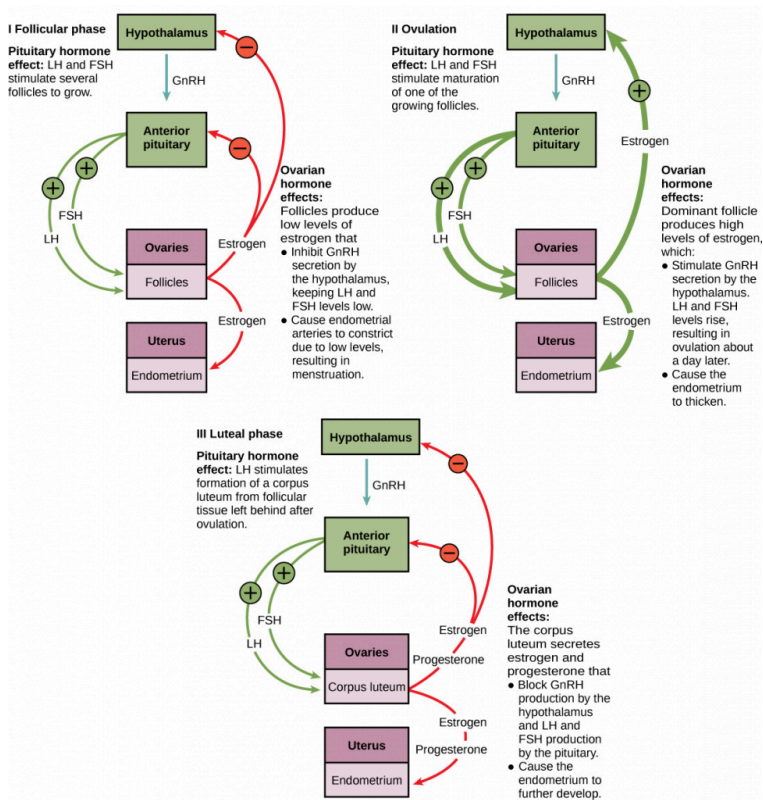 I Follicular phase
Pituitary hormone
effect: LH and FSH
stimulate several
follicles to grow.
Hypothalamus
GnRH
Anterior
pituitary
FSH
LH
Ovaries
Follicles
Estrogen
Estrogen
Uterus
Endometrium
Ovarian
hormone
effects:
Follicles produce
low levels of
estrogen that
● Inhibit GnRH
secretion by
the hypothalamus,
keeping LH and
FSH levels low.
● Cause endometrial
arteries to constrict
due to low levels,
resulting in
menstruation.
II Ovulation
Pituitary hormone
effect: LH and FSH
stimulate maturation
of one of the
growing follicles.
Hypothalamus
GnRH
Anterior
pituitary
Estrogen
FSH
LH
Ovaries
Follicles
Estrogen
Uterus
Endometrium
Ovarian
hormone
effects:
Dominant follicle
produces high
levels of estrogen,
which:
● Stimulate GnRH
secretion by the
hypothalamus.
LH and FSH
levels rise,
resulting in
ovulation about
a day later.
● Cause the
endometrium
to thicken.
III Luteal phase
Pituitary hormone
effect: LH stimulates
formation of a corpus
luteum from follicular
tissue left behind after
ovulation.
Hypothalamus
GnRH
Anterior
pituitary
FSH
LH
Estrogen
Progesterone
Ovaries
Corpus luteum
Estrogen
Progesterone
Uterus
Endometrium
Ovarian
hormone
effects:
The corpus
luteum secretes
estrogen and
progesterone that
● Block GnRH
production by the
hypothalamus
and LH and
FSH production
by the pituitary.
● Cause the
endometrium to
further develop.